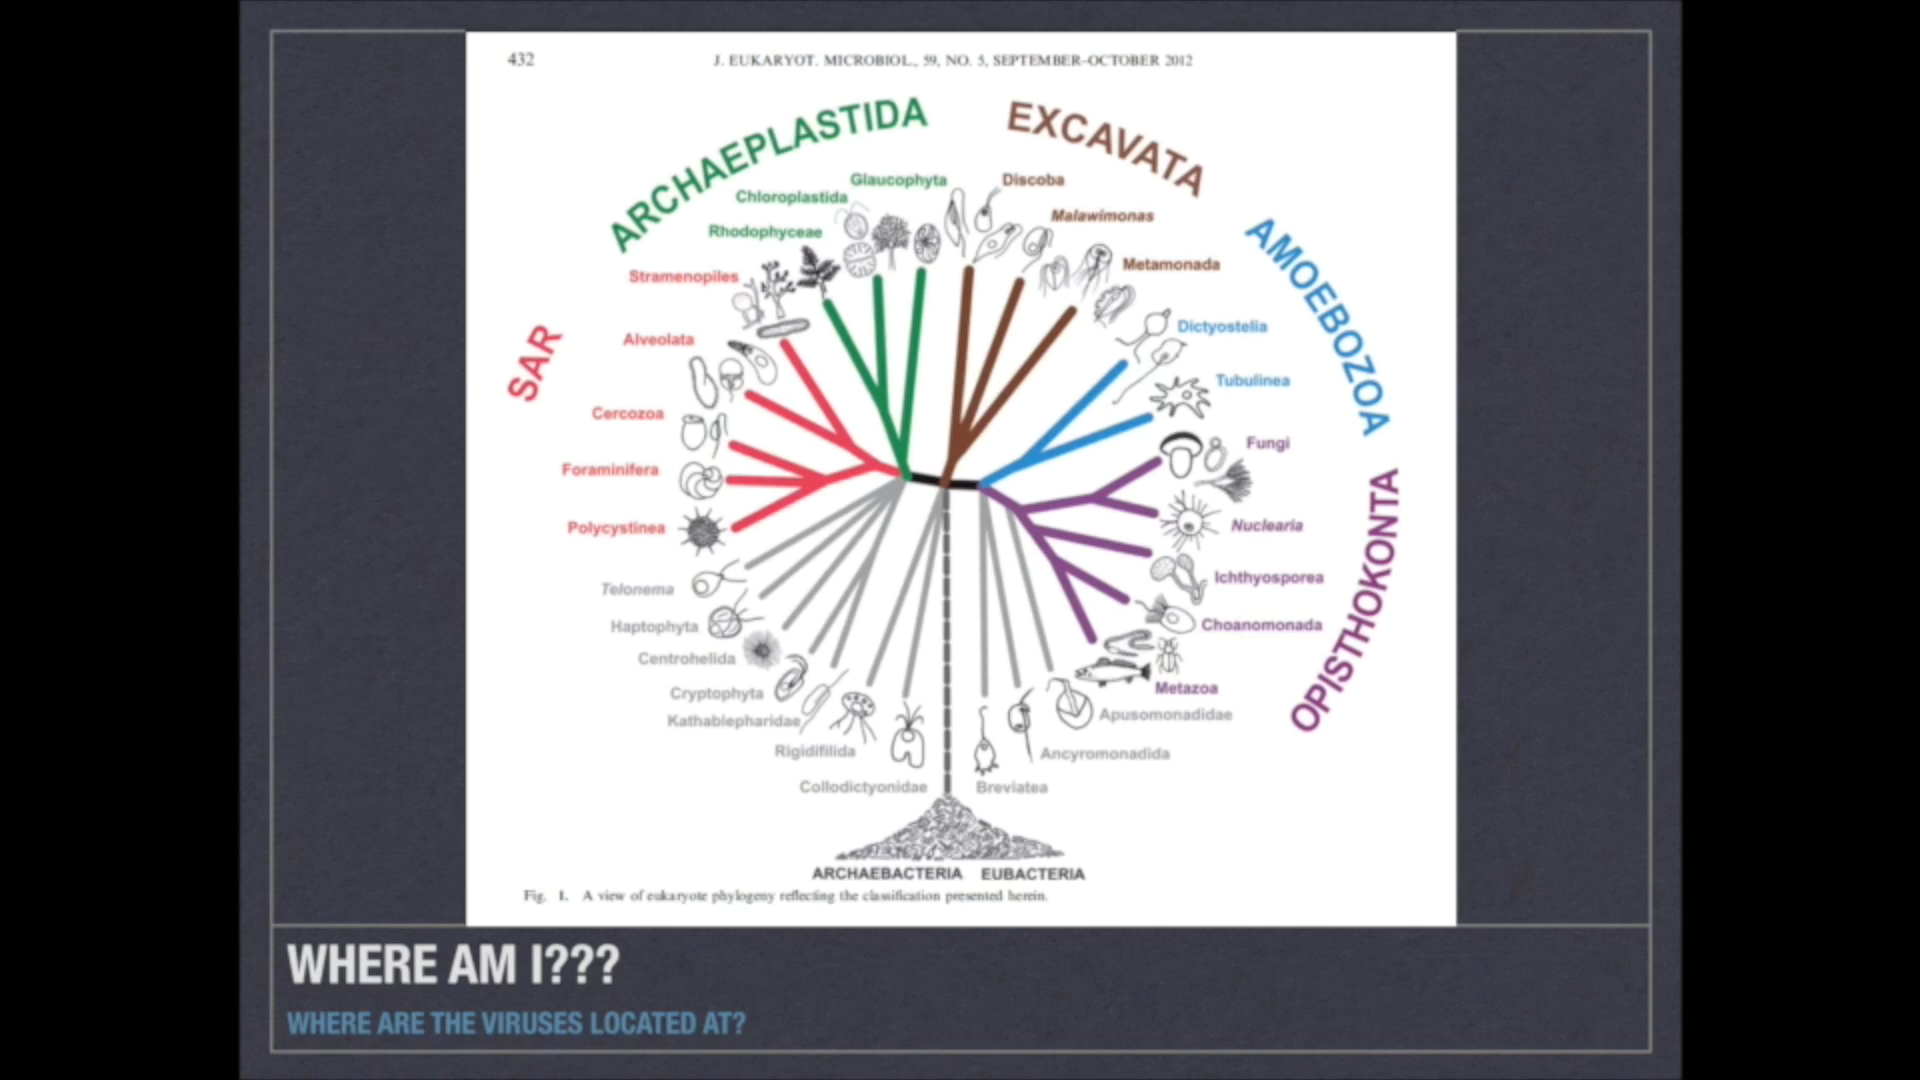 432
J. EUKARYOT. MICROBIOL., 59, NO. 5, SEPTEMBER–OCTOBER 2012
ARCHAEPLASTIDA
EXCAVATA
Glaucophyta
Discoba
Chloroplastida
Malawimonas
Rhodophyceae
Metamonada
AMOEBOZOA
Stramenopiles
Dictyostelia
SAR
Alveolata
Tubulinea
Cercozoa
Fungi
Foraminifera
Nuclearia
Polycystinea
OPISTHOKONTA
Ichthyosporea
Telonema
Choanomonada
Haptophyta
Centrohelida
Metazoa
Cryptophyta
Apusomonadidae
Kathablepharidae
Rigidifilida
Ancyromonadida
Collodictyonidae
Breviatea
ARCHAEBACTERIA EUBACTERIA
Fig. 1. A view of eukaryote phylogeny reflecting the classification presented herein.
WHERE AM I???
WHERE ARE THE VIRUSES LOCATED AT?